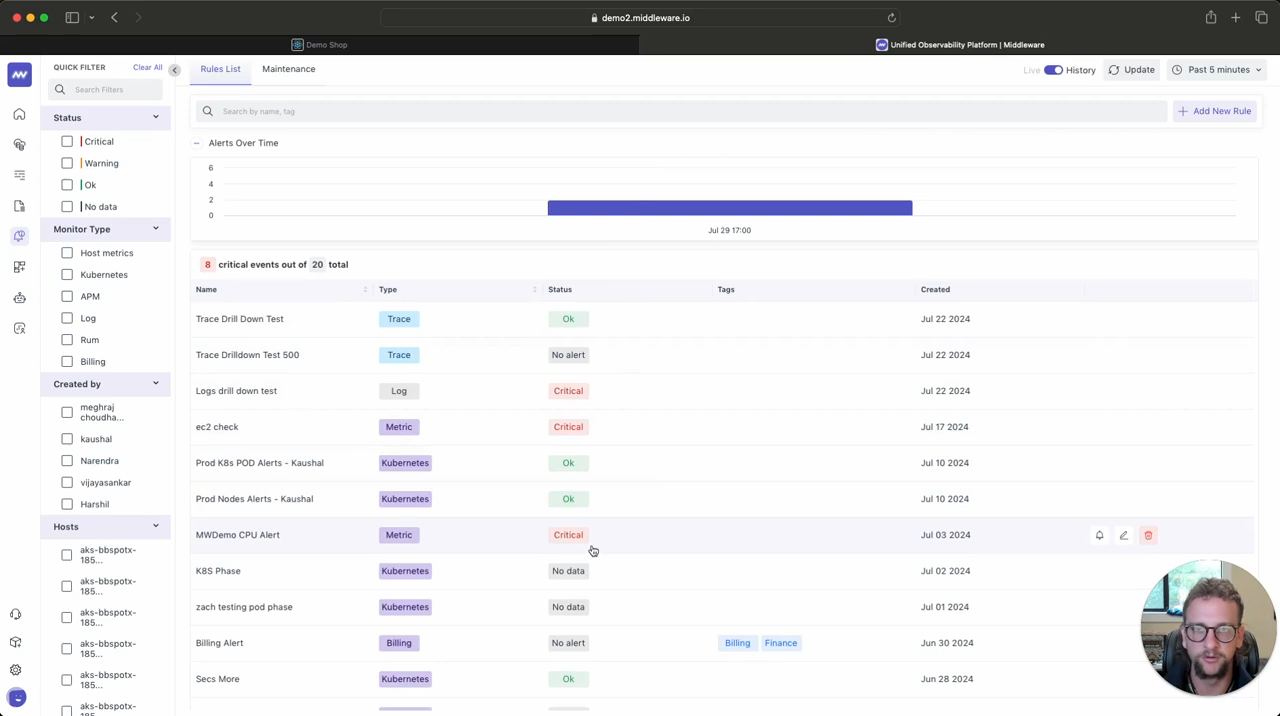 demo2.middleware.io
Demo Shop
Unified Observability Platform | Middleware
QUICK FILTER
Clear All
Search Filters
Status
Critical
Warning
Ok
No data
Monitor Type
Host metrics
Kubernetes
APM
Log
Rum
Billing
Created by
meghraj
choudha...
kaushal
Narendra
vijayasankar
Harshil
Hosts
aks-bbspotx-
185...
aks-bbspotx-
185...
aks-bbspotx-
185...
aks-bbspotx-
185...
aks-bbspotx-
185...
aks-bbspotx-
Rules List
Maintenance
Live
History
Update
Past 5 minutes
Search by name, tag
Add New Rule
Alerts Over Time
6
4
2
0
Jul 29 17:00
8 critical events out of 20 total
Name Type Status Tags Created
Trace Drill Down Test Trace Ok Jul 22 2024
Trace Drilldown Test 500 Trace No alert Jul 22 2024
Logs drill down test Log Critical Jul 22 2024
ec2 check Metric Critical Jul 17 2024
Prod K8s POD Alerts - Kaushal Kubernetes Ok Jul 10 2024
Prod Nodes Alerts - Kaushal Kubernetes Ok Jul 10 2024
MWDemo CPU Alert Metric Critical Jul 03 2024
K8S Phase Kubernetes No data Jul 02 2024
zach testing pod phase Kubernetes No data Jul 01 2024
Billing Alert Billing No alert Billing Finance Jun 30 2024
Secs More Kubernetes Ok Jun 28 2024